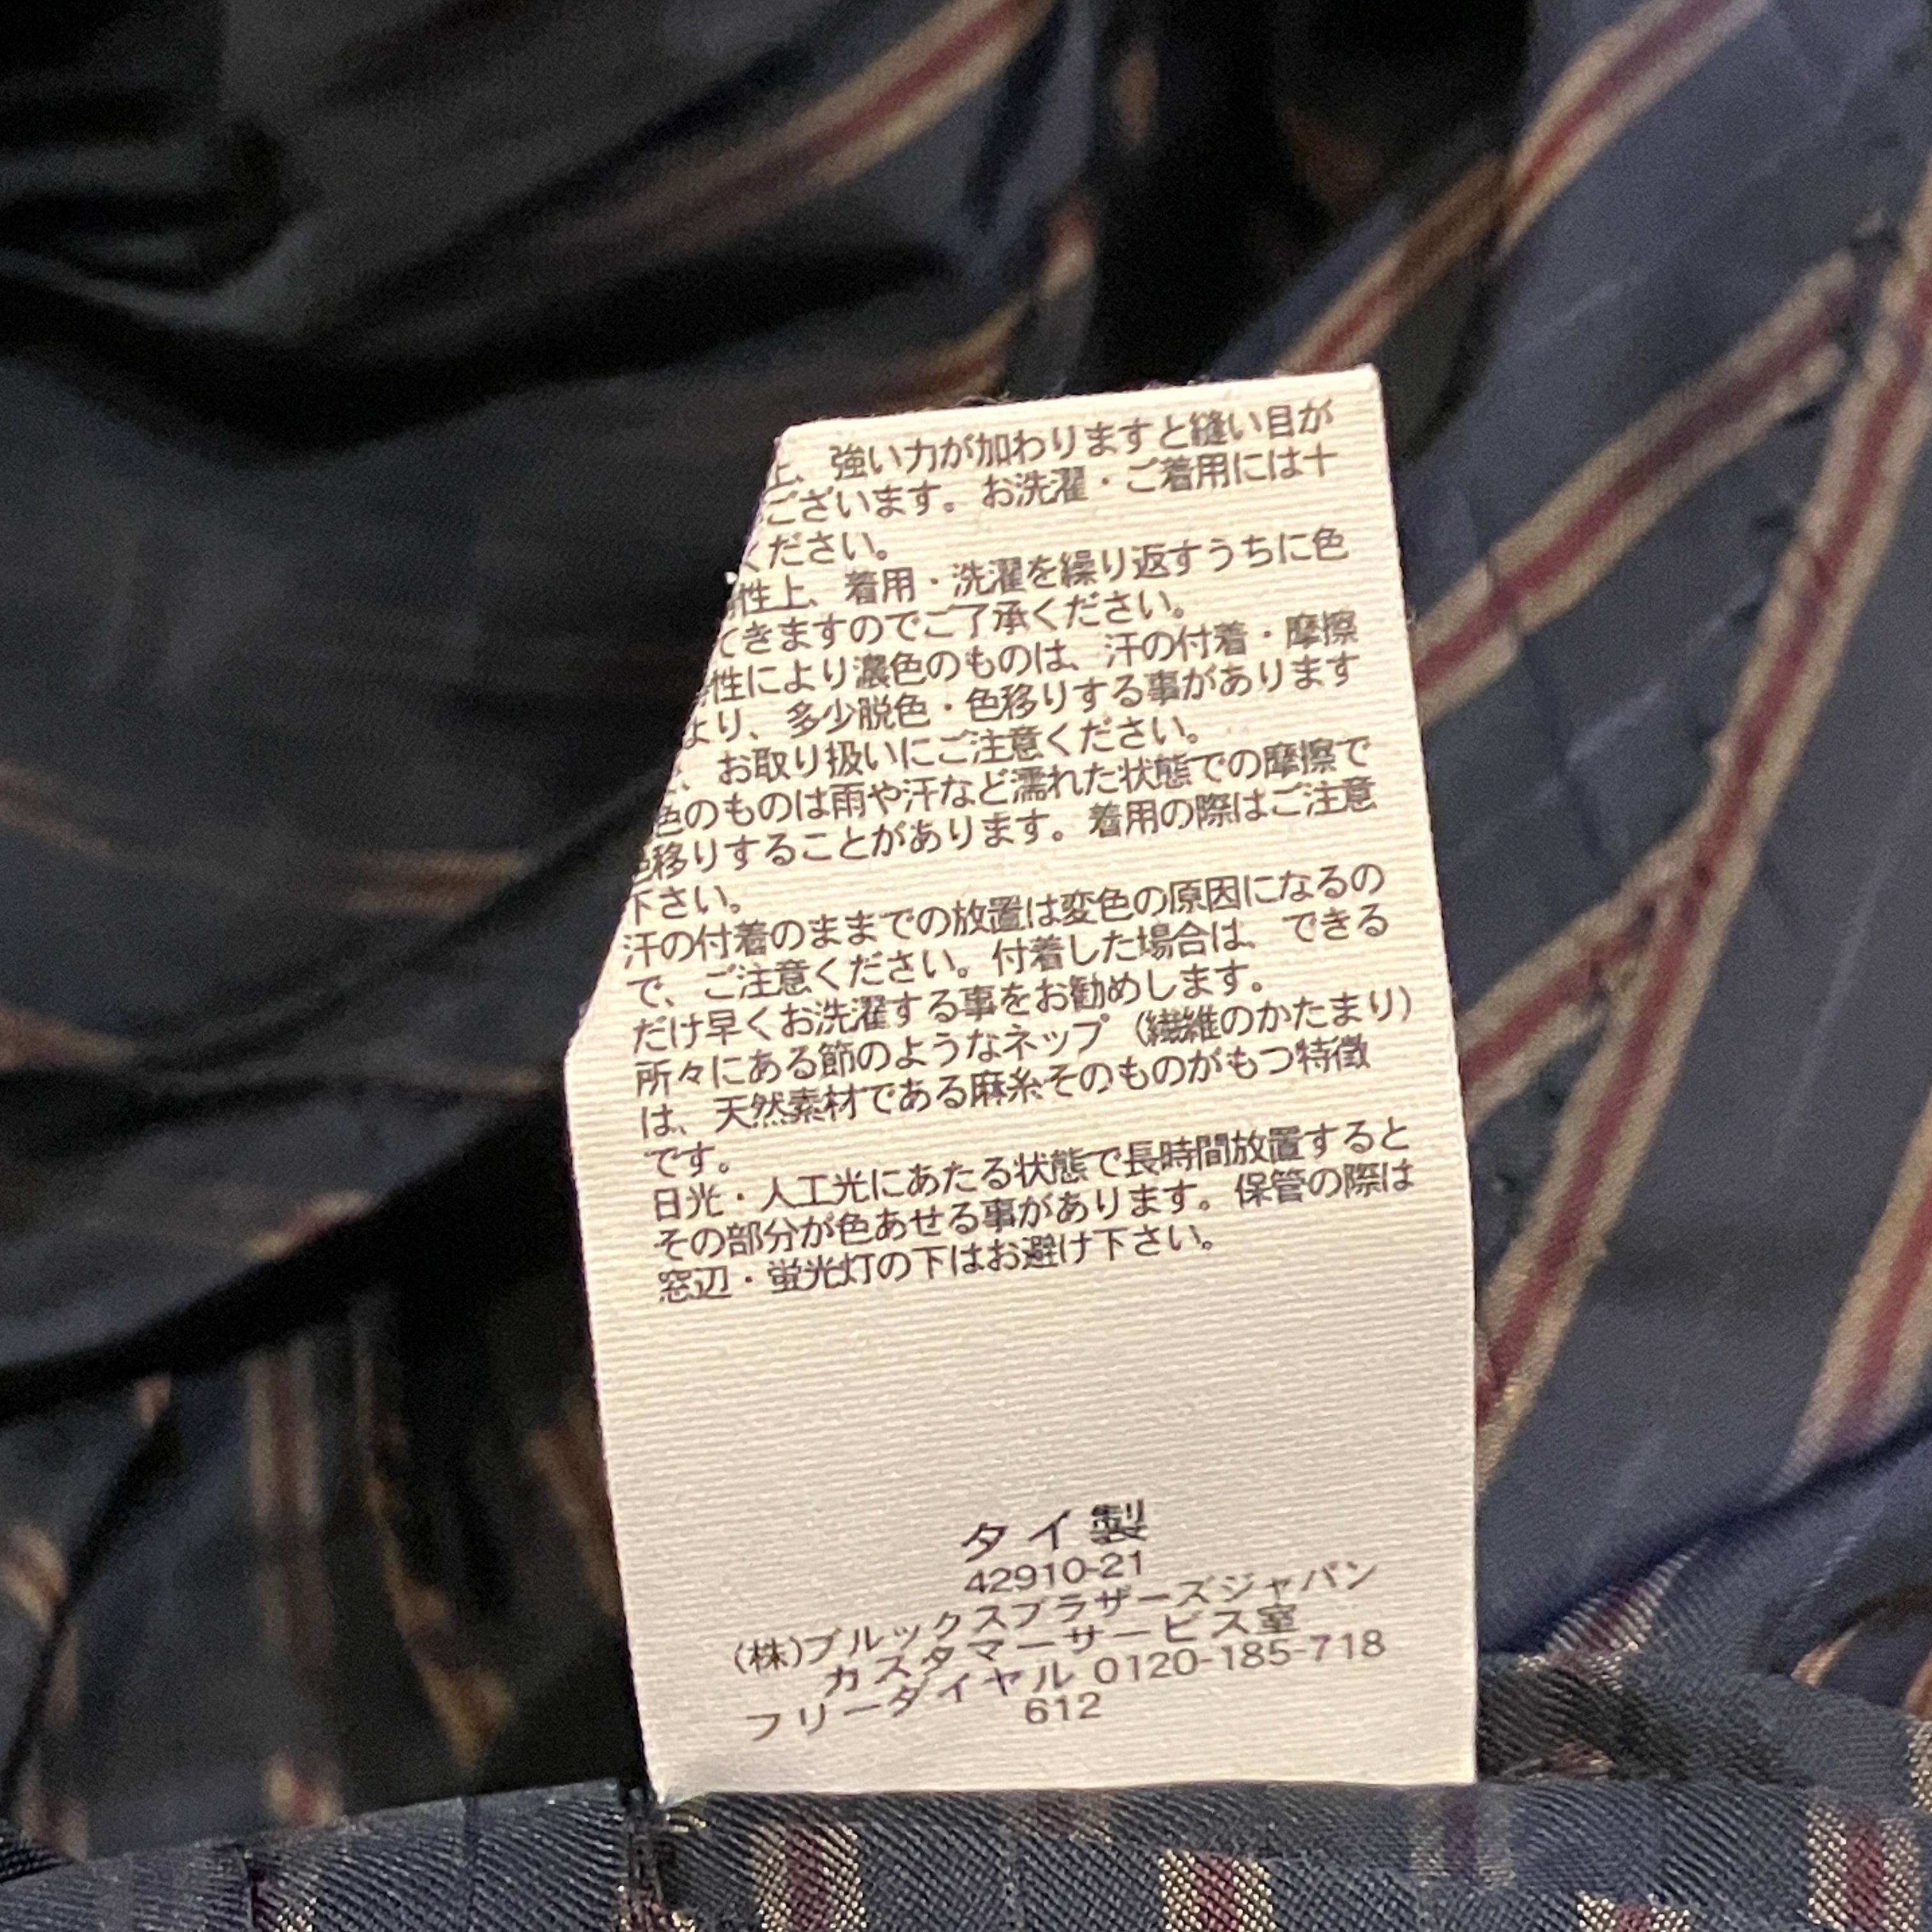 上、強い力が加わりますと縫い目が
ございます。お洗濯・ご着用には十
ください。
性上、着用・洗濯を繰り返すうちに色
てきますのでご了承ください。
性により濃色のものは、汗の付着・摩擦
より、多少脱色・色移りする事があります
、お取り扱いにご注意ください。
色のものは雨や汗など濡れた状態での摩擦で
色移りすることがあります。着用の際はご注意
下さい。
汗の付着のままでの放置は変色の原因になるの
で、ご注意ください。付着した場合は、できる
だけ早くお洗濯する事をお勧めします。
所々にある節のようなネップ（繊維のかたまり）
は、天然素材である麻糸そのものがもつ特徴
です。
日光・人工光にあたる状態で長時間放置すると
その部分が色あせる事があります。保管の際は
窓辺・蛍光灯の下はお避け下さい。
タイ製
42910-21
(株)ブルックスブラザーズジャパン
カスタマーサービス室
フリーダイヤル 0120-185-718
612